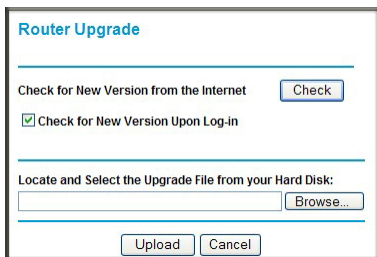 Router Upgrade
Check for New Version from the Internet Check
Check for New Version Upon Log-in
Locate and Select the Upgrade File from your Hard Disk:
Browse...
Upload Cancel